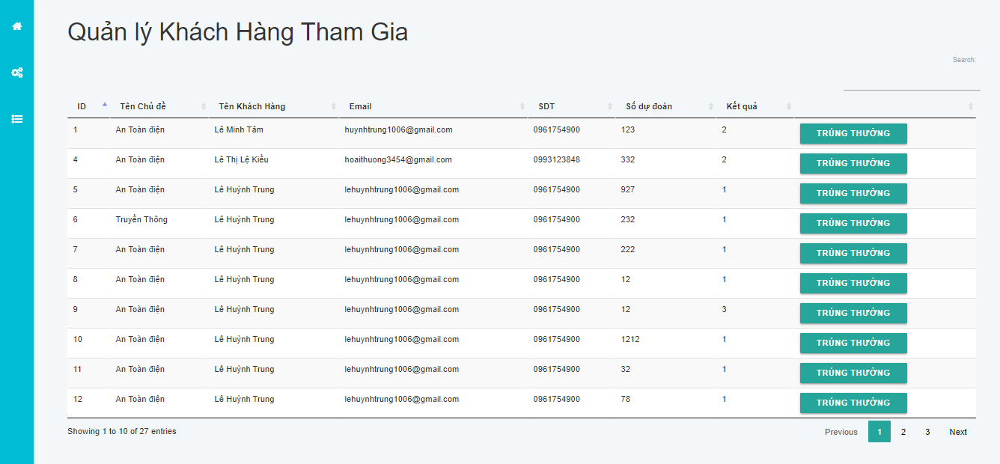 Quản lý Khách Hàng Tham Gia
Search:
ID Tên Chủ đề Tên Khách Hàng Email SDT Số dự đoán Kết quả
1 An Toàn điện Lê Minh Tâm huynhtrung1006@gmail.com 0961754900 123 2 TRÚNG THƯỞNG
4 An Toàn điện Lê Thị Lệ Kiều hoaithuong3454@gmail.com 0993123848 332 2 TRÚNG THƯỞNG
5 An Toàn điện Lê Huỳnh Trung lehuynhtrung1006@gmail.com 0961754900 927 1 TRÚNG THƯỞNG
6 Truyền Thông Lê Huỳnh Trung lehuynhtrung1006@gmail.com 0961754900 232 1 TRÚNG THƯỞNG
7 An Toàn điện Lê Huỳnh Trung lehuynhtrung1006@gmail.com 0961754900 222 1 TRÚNG THƯỞNG
8 An Toàn điện Lê Huỳnh Trung lehuynhtrung1006@gmail.com 0961754900 12 1 TRÚNG THƯỞNG
9 An Toàn điện Lê Huỳnh Trung lehuynhtrung1006@gmail.com 0961754900 12 3 TRÚNG THƯỞNG
10 An Toàn điện Lê Huỳnh Trung lehuynhtrung1006@gmail.com 0961754900 1212 1 TRÚNG THƯỞNG
11 An Toàn điện Lê Huỳnh Trung lehuynhtrung1006@gmail.com 0961754900 32 1 TRÚNG THƯỞNG
12 An Toàn điện Lê Huỳnh Trung lehuynhtrung1006@gmail.com 0961754900 78 1 TRÚNG THƯỞNG
Showing 1 to 10 of 27 entries Previous 1 2 3 Next